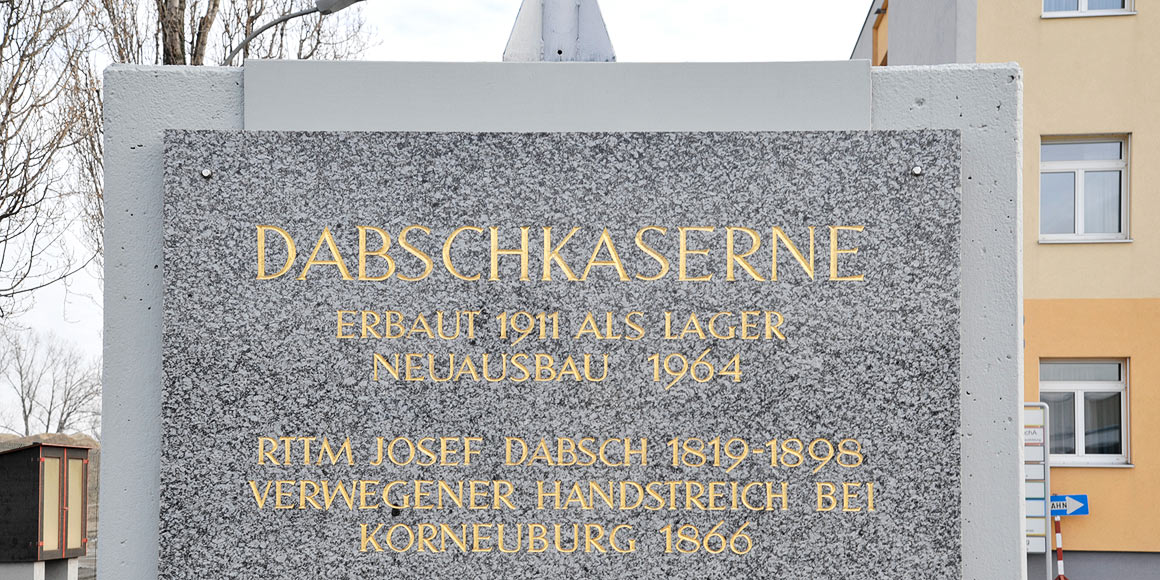 DABSCHKASERNE
ERBAUT 1911 ALS LAGER
NEUAUSBAU 1964
RTTM JOSEF DABSCH 1819-1898
VERWEGENER HANDSTREICH BEI
KORNEUBURG 1866